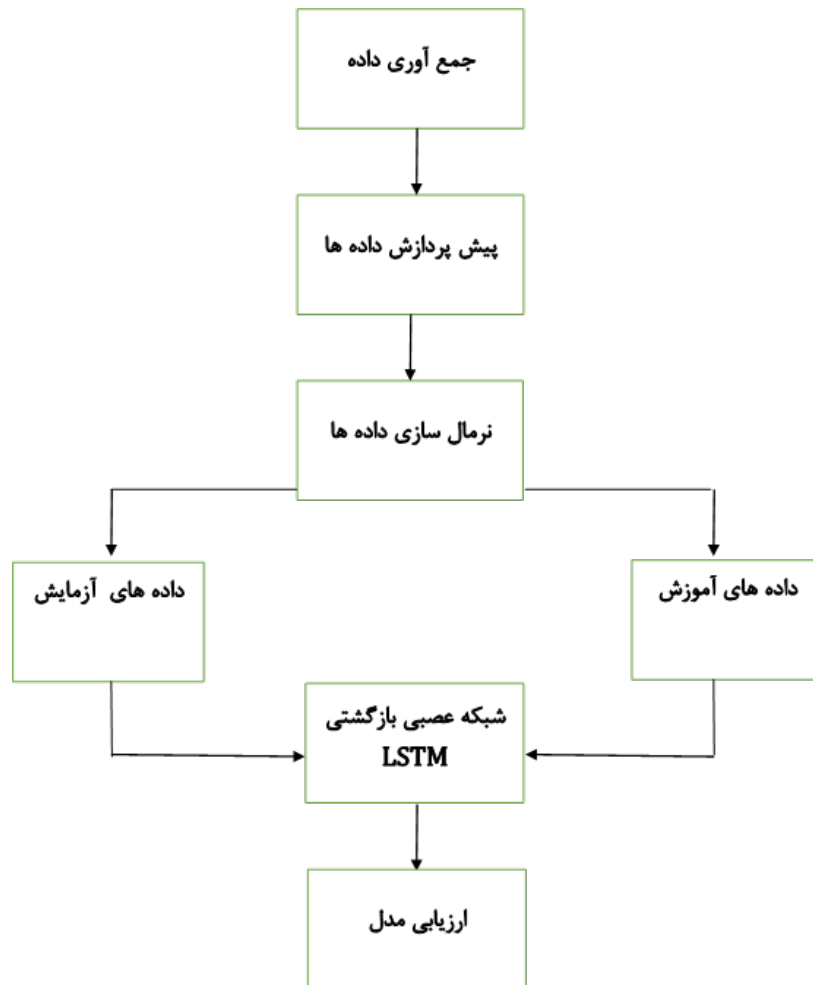 جمع آوری داده
پیش پردازش داده ها
نرمال سازی داده ها
داده های آموزش
داده های آزمایش
شبکه عصبی بازگشتی
LSTM
ارزیابی مدل